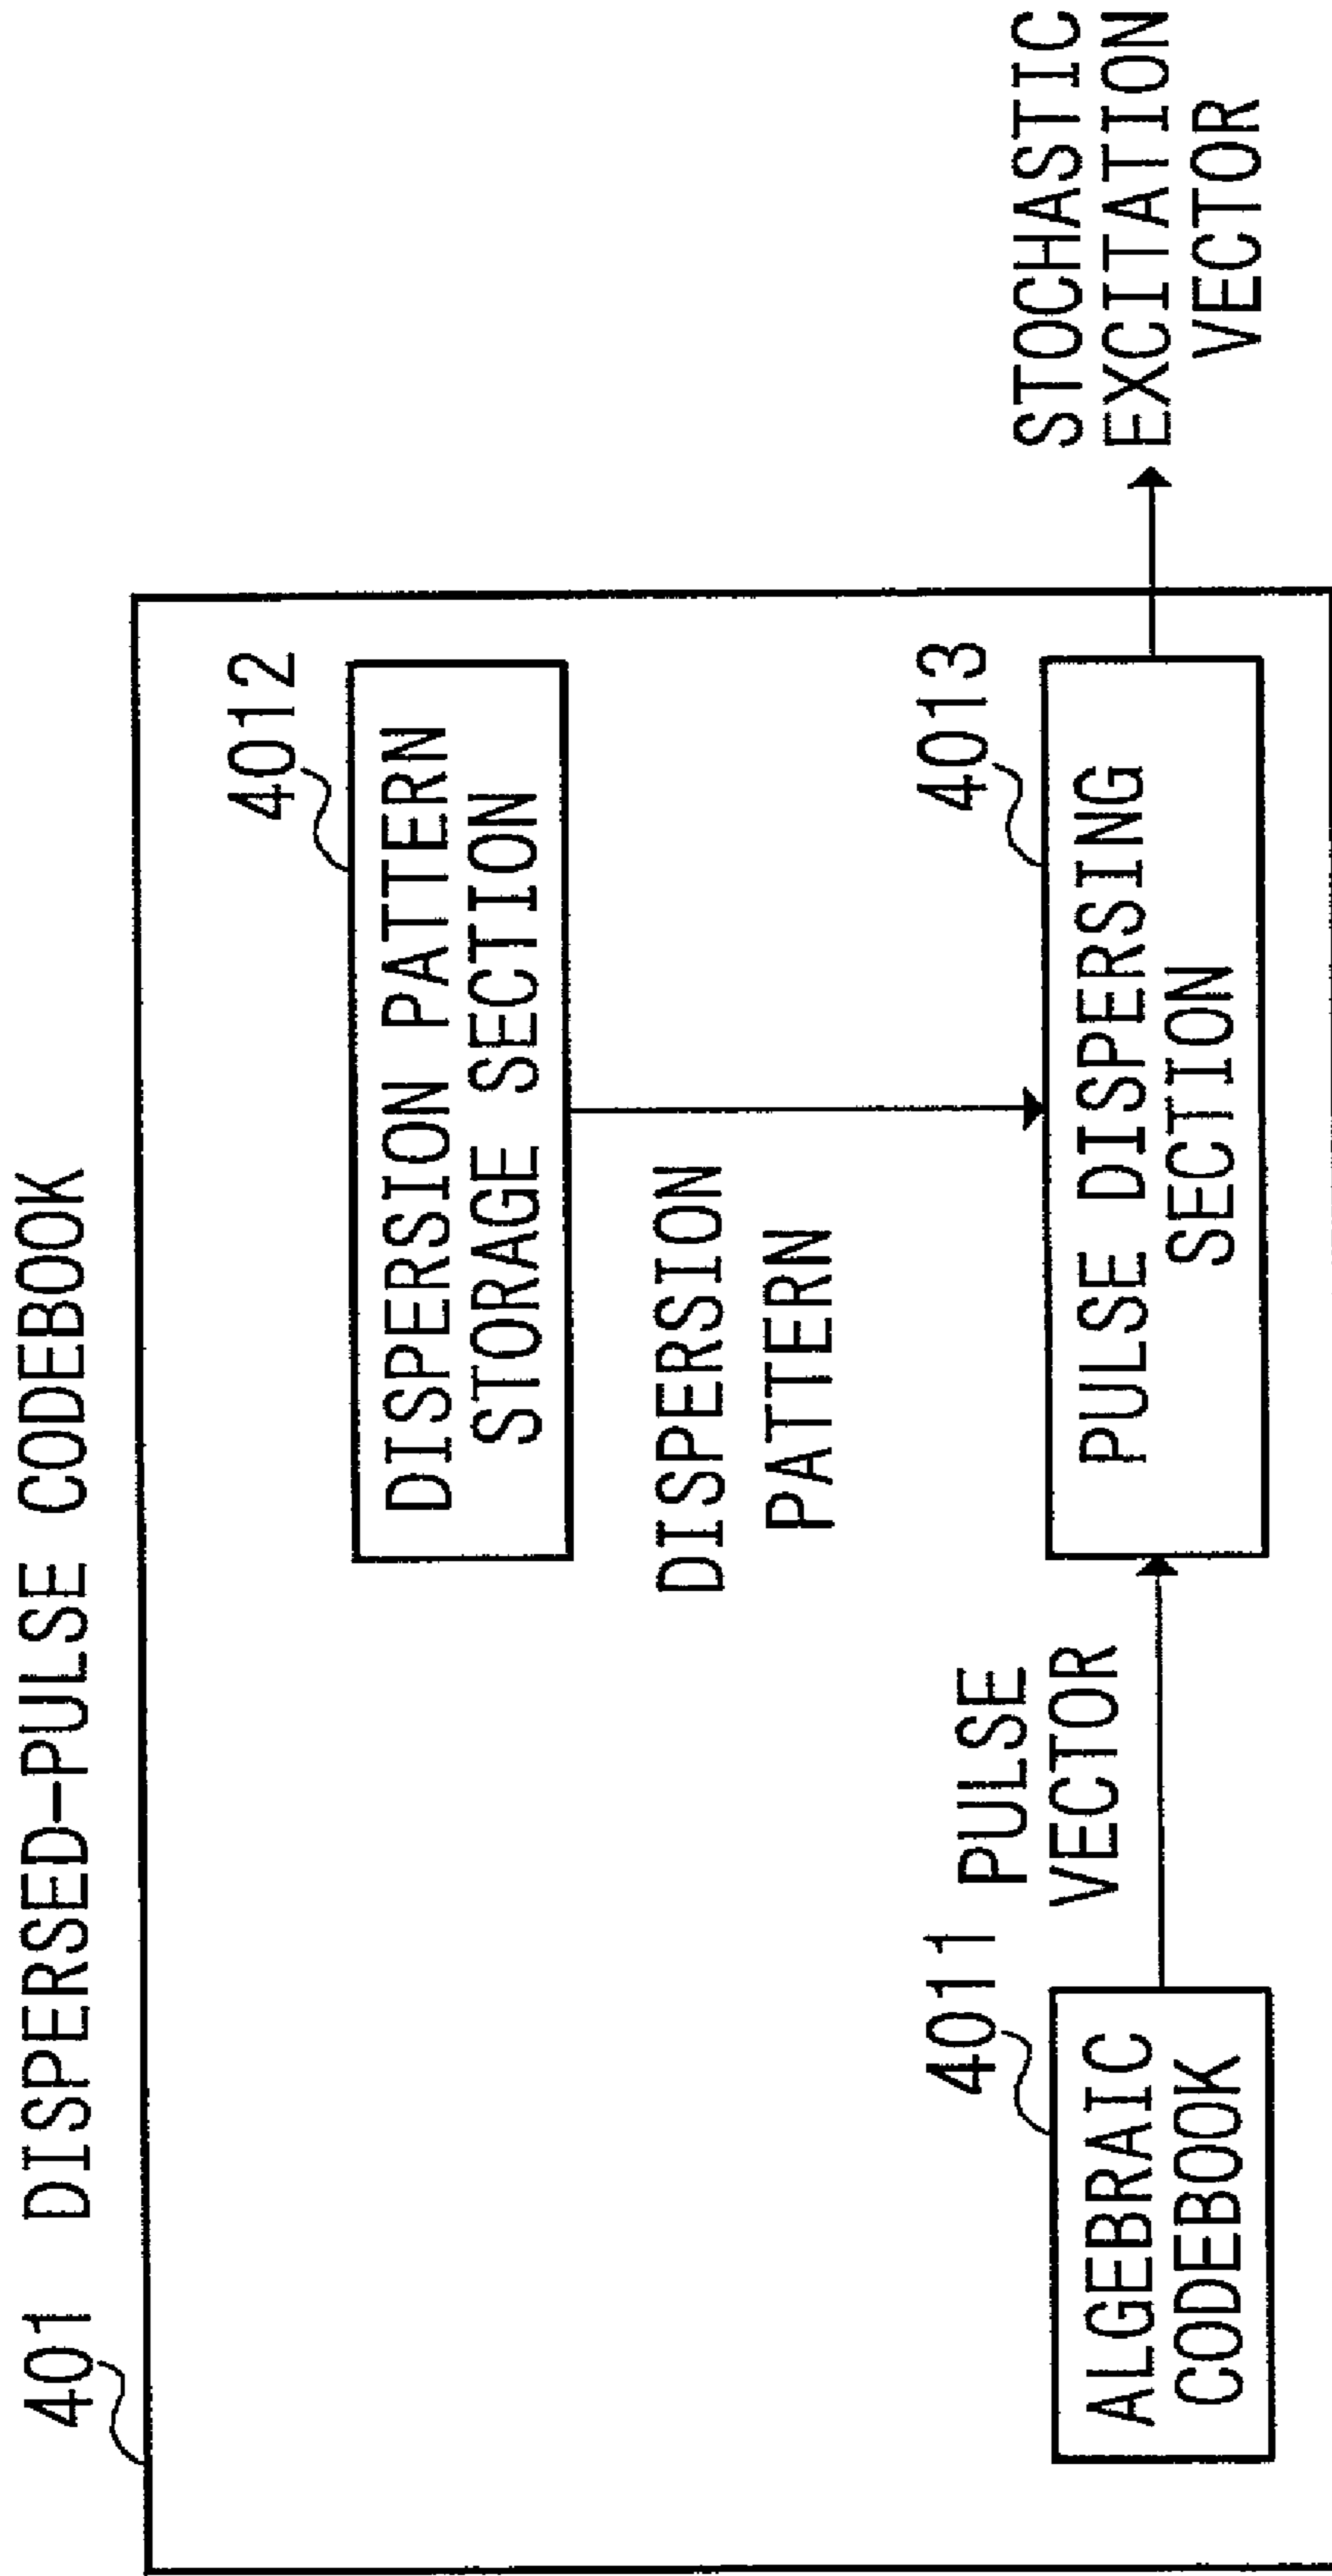 401 DISPERSED-PULSE CODEBOOK
4012
DISPERSION PATTERN
STORAGE SECTION
DISPERSION
PATTERN
4011
PULSE
VECTOR
4013
ALGEBRAIC
CODEBOOK
PULSE DISPERSING
SECTION
STOCHASTIC
EXCITATION
VECTOR